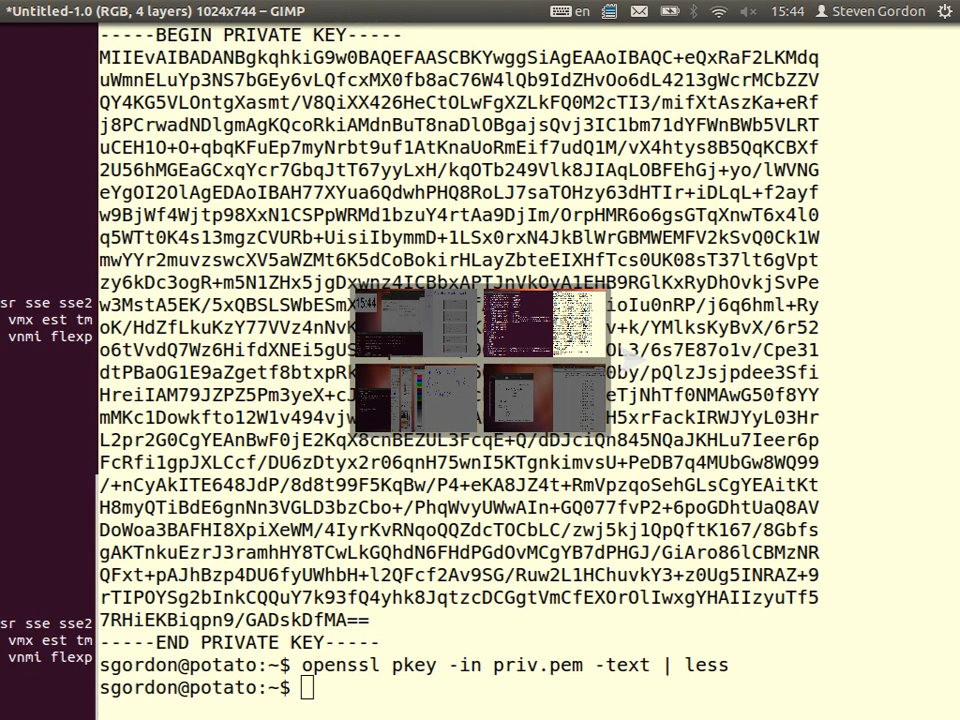 *Untitled-1.0 (RGB, 4 layers) 1024x744 – GIMP
en
15:44
Steven Gordon
-----BEGIN PRIVATE KEY-----
MIIEvAIBADANBgkqhkiG9w0BAQEFAASCBKYwggSiAgEAAoIBAQC+eQxRaF2LKMdq
uWmnELuYp3NS7bGEy6vLQfcxMX0fb8aC76W4lQb9IdZHvOo6dL4213gWcrMCbZZV
QY4KG5VLOntgXasmt/V8QiXX426HeCtOLwFgXZLkFQ0M2cTI3/mifXtAszKa+eRf
j8PCrwadNDlgmAgKQcoRkiAMdnBuT8naDlOBgajsQvj3IC1bm71dYFWnBWb5VLRT
uCEH1O+O+qbqKFuEp7myNrbt9uf1AtKnaUoRmEif7udQ1M/vX4htys8B5QqKCBXf
2U56hMGEaGCxqYcr7GbqJtT67yyLxH/kqOTb249Vlk8JIAqLOBFEhGj+yo/lWVNG
eYgOI2OlAgEDAoIBAH77XYua6QdwhPHQ8RoLJ7saTOHzy63dHTIr+iDLqL+f2ayf
w9BjWf4Wjtp98XxN1CSPpWRMd1bzuY4rtAa9DjIm/OrpHMR6o6gsGTqXnwT6x4l0
q5WTt0K4s13mgzCVURb+UisiIbymmD+1LSx0rxN4JkBlWrGBMWEMFV2kSvQ0Ck1W
mwYYr2muvzswcXV5aWZMt6K5dCoBokirHLayZbteEIXHfTcs0UK08sT37lt6gVpt
zy6kDc3ogR+m5N1ZHx5jgDxwnz4ICBbxAPTJnVkOyA1EHB9RGlKxRyDhOvkjSvPe
sr sse sse2
w3MstA5EK/5xQBSLSWbESmX
15:44
ioIu0nRP/j6q6hml+Ry
vmx est tm
oK/HdZfLkuKzY77VVz4nNvK
v+k/YMlksKyBvX/6r52
vnmi flexp
o6tVvdQ7Wz6HifdXNEi5gUS
OL3/6s7E87o1v/Cpe31
dtPBaOG1E9aZgetf8btxpRk
0by/pQlzJsjpdee3Sfi
HreiIAM79JZPZ5Pm3yeX+cJ
eTjNhTf0NMAwG50f8YY
mMKc1Dowkfto12W1v494vjw
H5xrFackIRWJYyL03Hr
L2pr2G0CgYEAnBwF0jE2KqX8cnBEZUL3FcqE+Q/dDJciQn845NQaJKHLu7Ieer6p
FcRfi1gpJXLCcf/DU6zDtyx2r06qnH75wnI5KTgnkimvsU+PeDB7q4MUbGw8WQ99
/+nCyAkITE648JdP/8d8t99F5KqBw/P4+eKA8JZ4t+RmVpzqoSehGLsCgYEAitKt
H8myQTiBdE6gnNn3VGLD3bzCbo+/PhqWvyUWwAIn+GQ077fvP2+6poGDhtUaQ8AV
DoWoa3BAFHI8XpiXeWM/4IyrKvRNqoQQZdcTOCbLC/zwj5kj1QpQftK167/8Gbfs
gAKTnkuEzrJ3ramhHY8TCwLkGQhdN6FHdPGdOvMCgYB7dPHGJ/GiAro86lCBMzNR
QFxt+pAJhBzp4DU6fyUWhbH+l2QFcf2Av9SG/Ruw2L1HChuvkY3+z0Ug5INRAZ+9
rTIPOYSg2bInkCQQuY7k93fQ4yhk8JqtzcDCGgtVmCfEXOrOlIwxgYHAIIzyuTf5
7RHiEKBiqpn9/GADskDfMA==
sr sse sse2
vmx est tm
-----END PRIVATE KEY-----
vnmi flexp
sgordon@potato:~$ openssl pkey -in priv.pem -text | less
sgordon@potato:~$